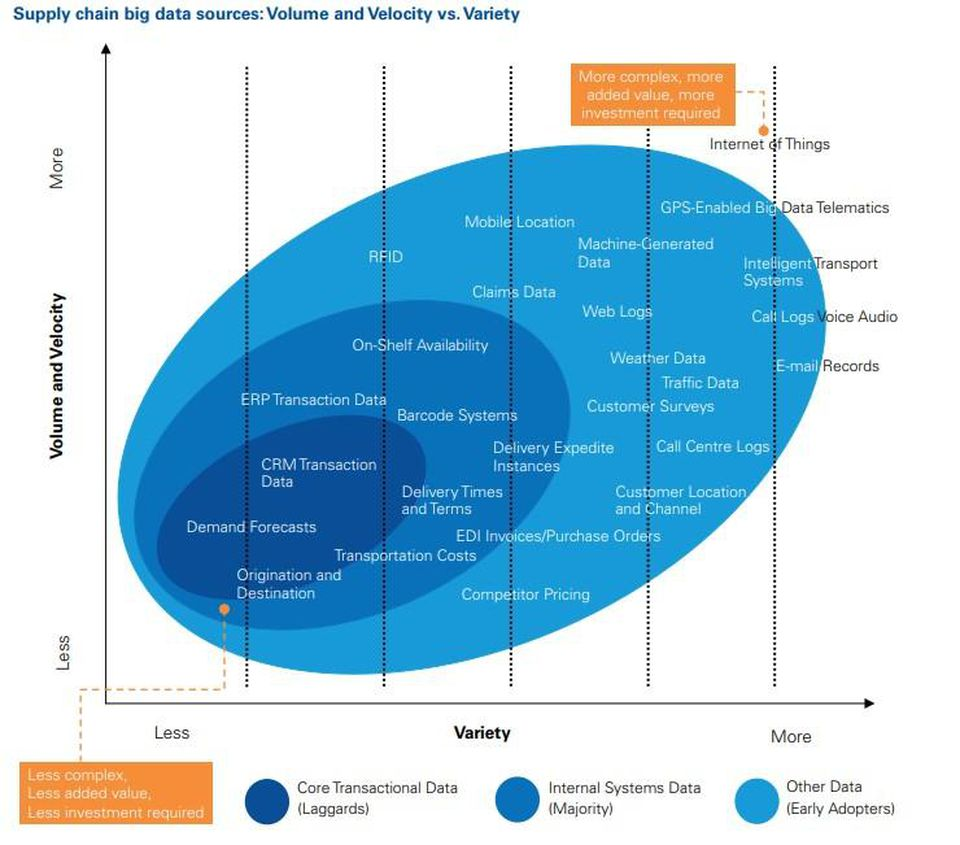 Supply chain big data sources: Volume and Velocity vs. Variety
More complex, more
added value, more
investment required
Internet of Things
More
GPS-Enabled Big Data Telematics
Mobile Location
Machine-Generated
Data
RFID
Intelligent Transport
Systems
Claims Data
Web Logs
Call Logs Voice Audio
On-Shelf Availability
Weather Data
E-mail Records
Traffic Data
Volume and Velocity
ERP Transaction Data
Customer Surveys
Barcode Systems
Delivery Expedite
Instances
Call Centre Logs
CRM Transaction
Data
Delivery Times
and Terms
Customer Location
and Channel
Demand Forecasts
EDI Invoices/Purchase Orders
Transportation Costs
Origination and
Destination
Competitor Pricing
Less
Less
Variety
More
Less complex,
Less added value,
Less investment required
Core Transactional Data
(Laggards)
Internal Systems Data
(Majority)
Other Data
(Early Adopters)